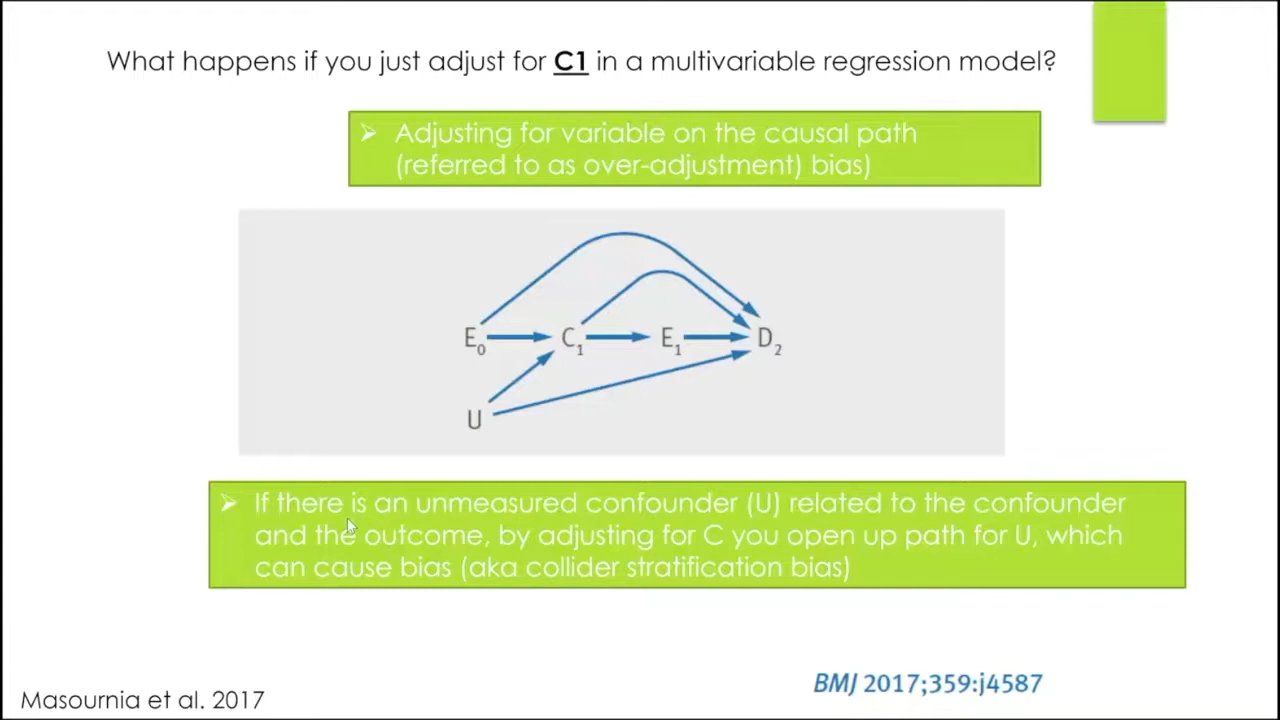 What happens if you just adjust for C1 in a multivariable regression model?
➢ Adjusting for variable on the causal path
(referred to as over-adjustment) bias)
E0 C1 E1 D2
U
➢ If there is an unmeasured confounder (U) related to the confounder
and the outcome, by adjusting for C you open up path for U, which
can cause bias (aka collider stratification bias)
BMJ 2017;359:j4587
Masournia et al. 2017